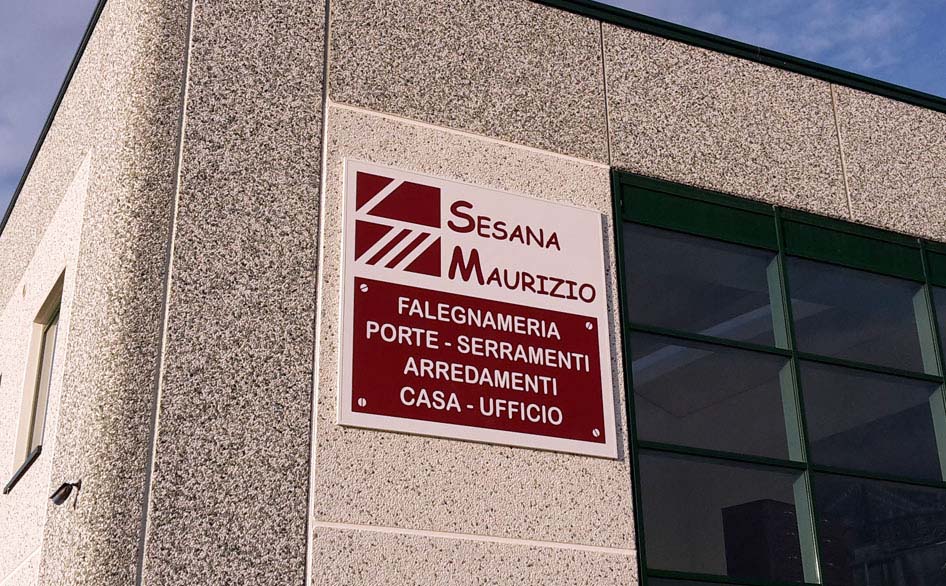 SESANA
MAURIZIO
FALEGNAMERIA
PORTE - SERRAMENTI
ARREDAMENTI
CASA - UFFICIO